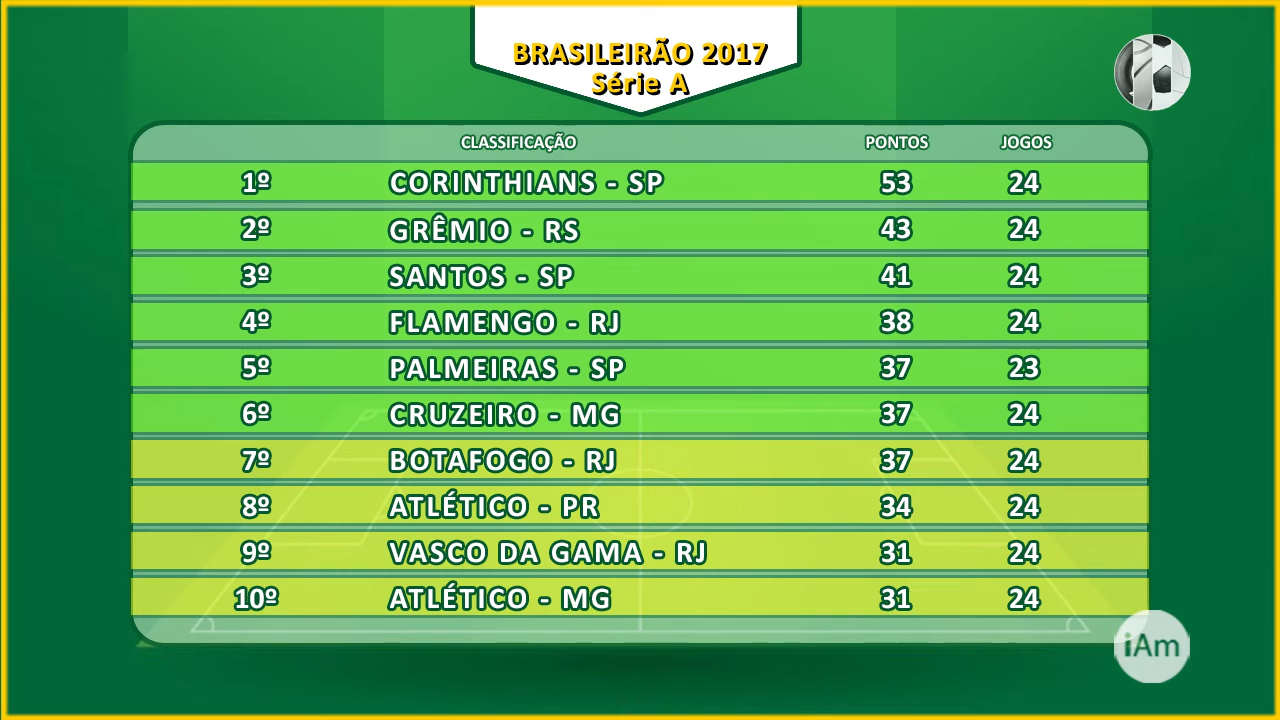 BRASILEIRÃO 2017
Série A
CLASSIFICAÇÃO PONTOS JOGOS
1º CORINTHIANS - SP 53 24
2º GRÊMIO - RS 43 24
3º SANTOS - SP 41 24
4º FLAMENGO - RJ 38 24
5º PALMEIRAS - SP 37 23
6º CRUZEIRO - MG 37 24
7º BOTAFOGO - RJ 37 24
8º ATLÉTICO - PR 34 24
9º VASCO DA GAMA - RJ 31 24
10º ATLÉTICO - MG 31 24
iAm